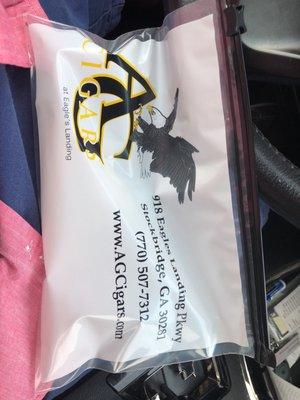 AG
CIGARS
at Eagle's Landing
918 Eagles Landing Pkwy
Stockbridge, GA 30281
(770) 507-7312
www.AGCigars.com